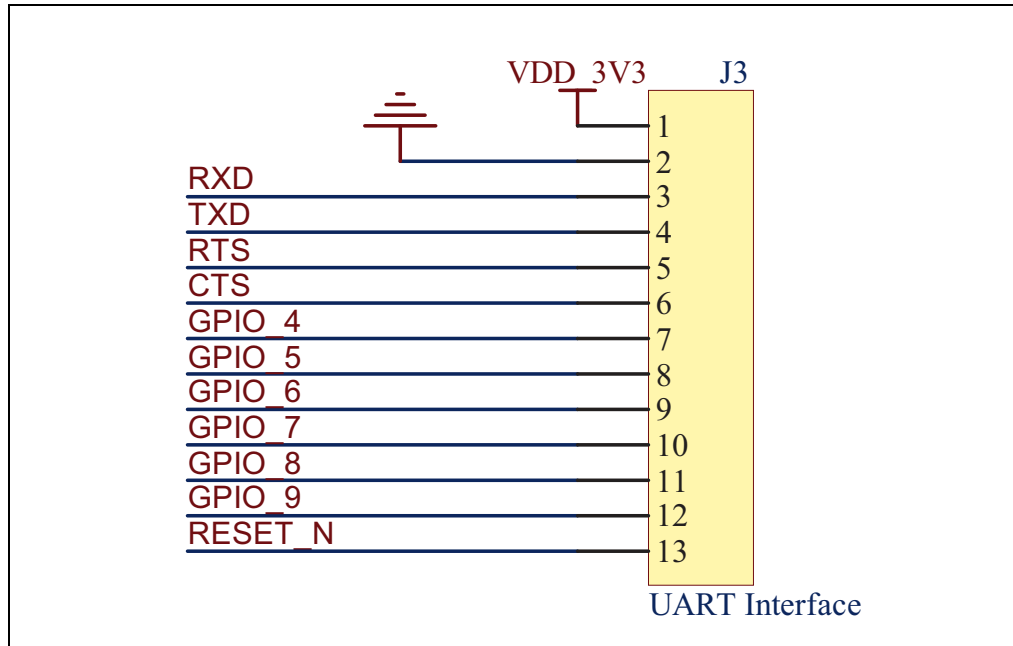 VDD_3V3 J3
1
2
RXD 3
TXD 4
RTS 5
CTS 6
GPIO_4 7
GPIO_5 8
GPIO_6 9
GPIO_7 10
GPIO_8 11
GPIO_9 12
RESET_N 13
UART Interface